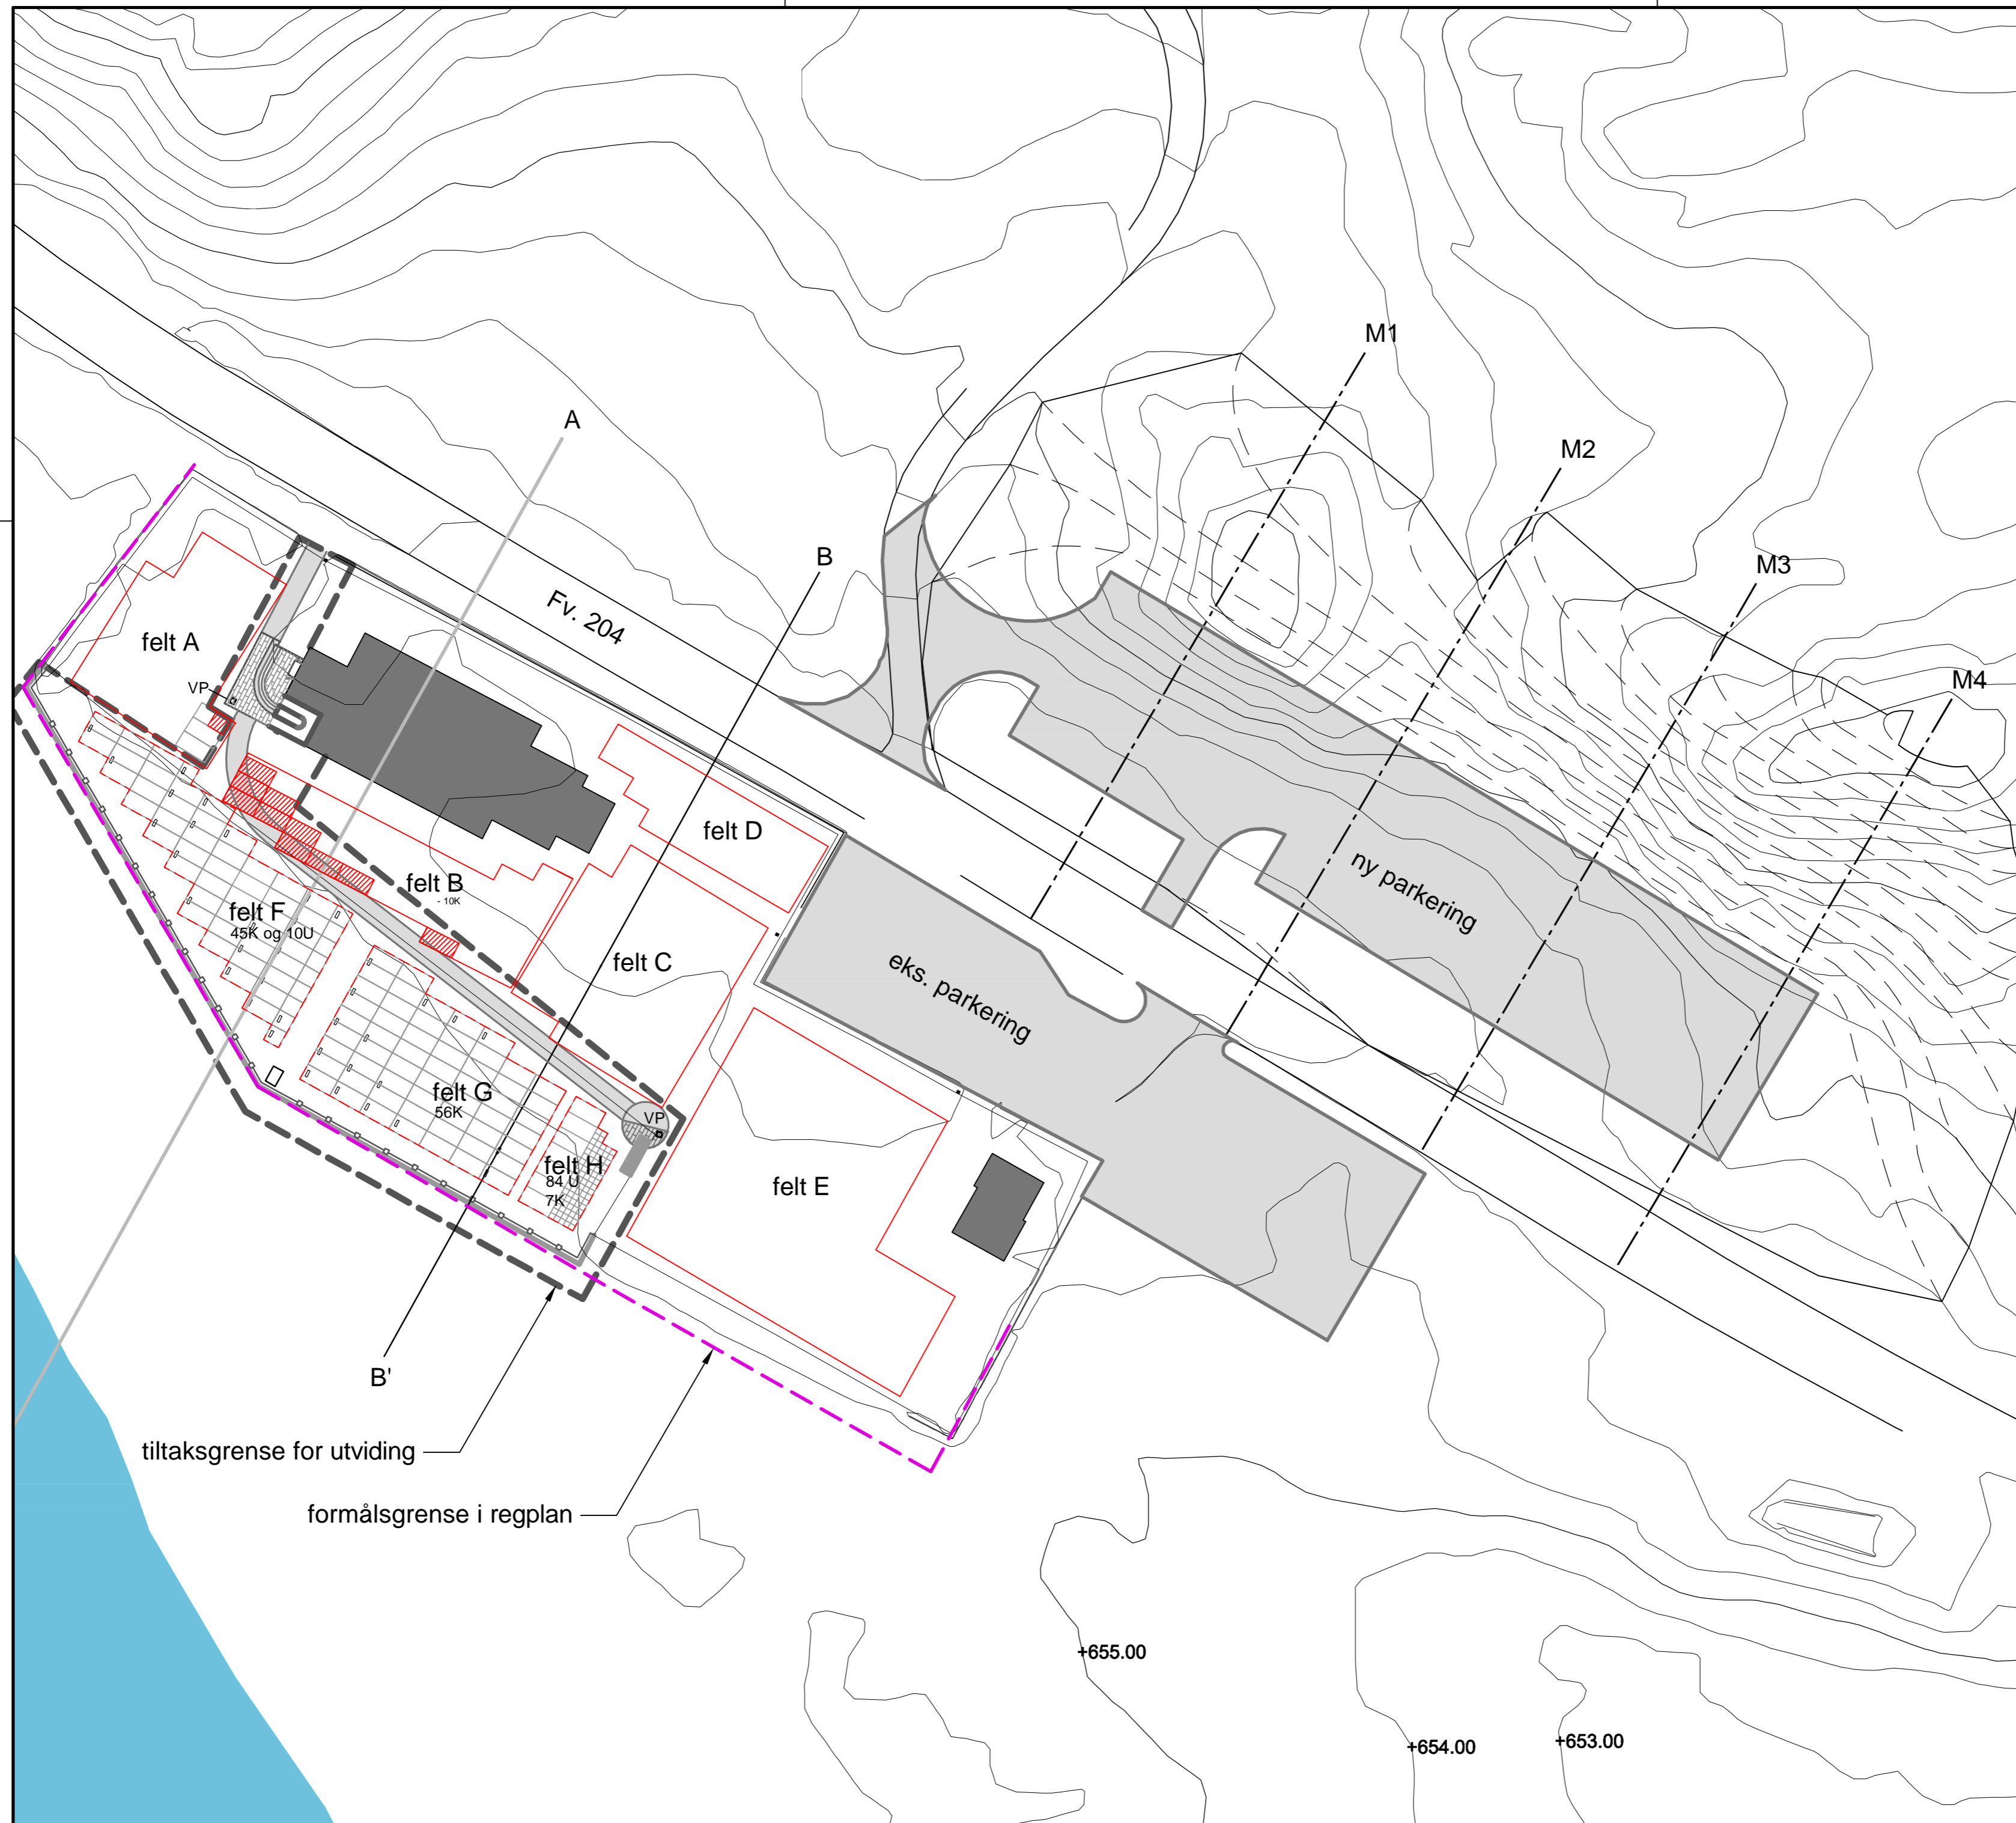 M1
A
M2
B
M3
Fv. 204
felt A
M4
VP
felt D
ny parkering
felt B
- 10K
felt F
45K og 10U
felt C
eks. parkering
felt G
56K
VP
felt H
84 U
7K
felt E
B'
tiltaksgrense for utviding
formålsgrense i regplan
+655.00
+654.00
+653.00